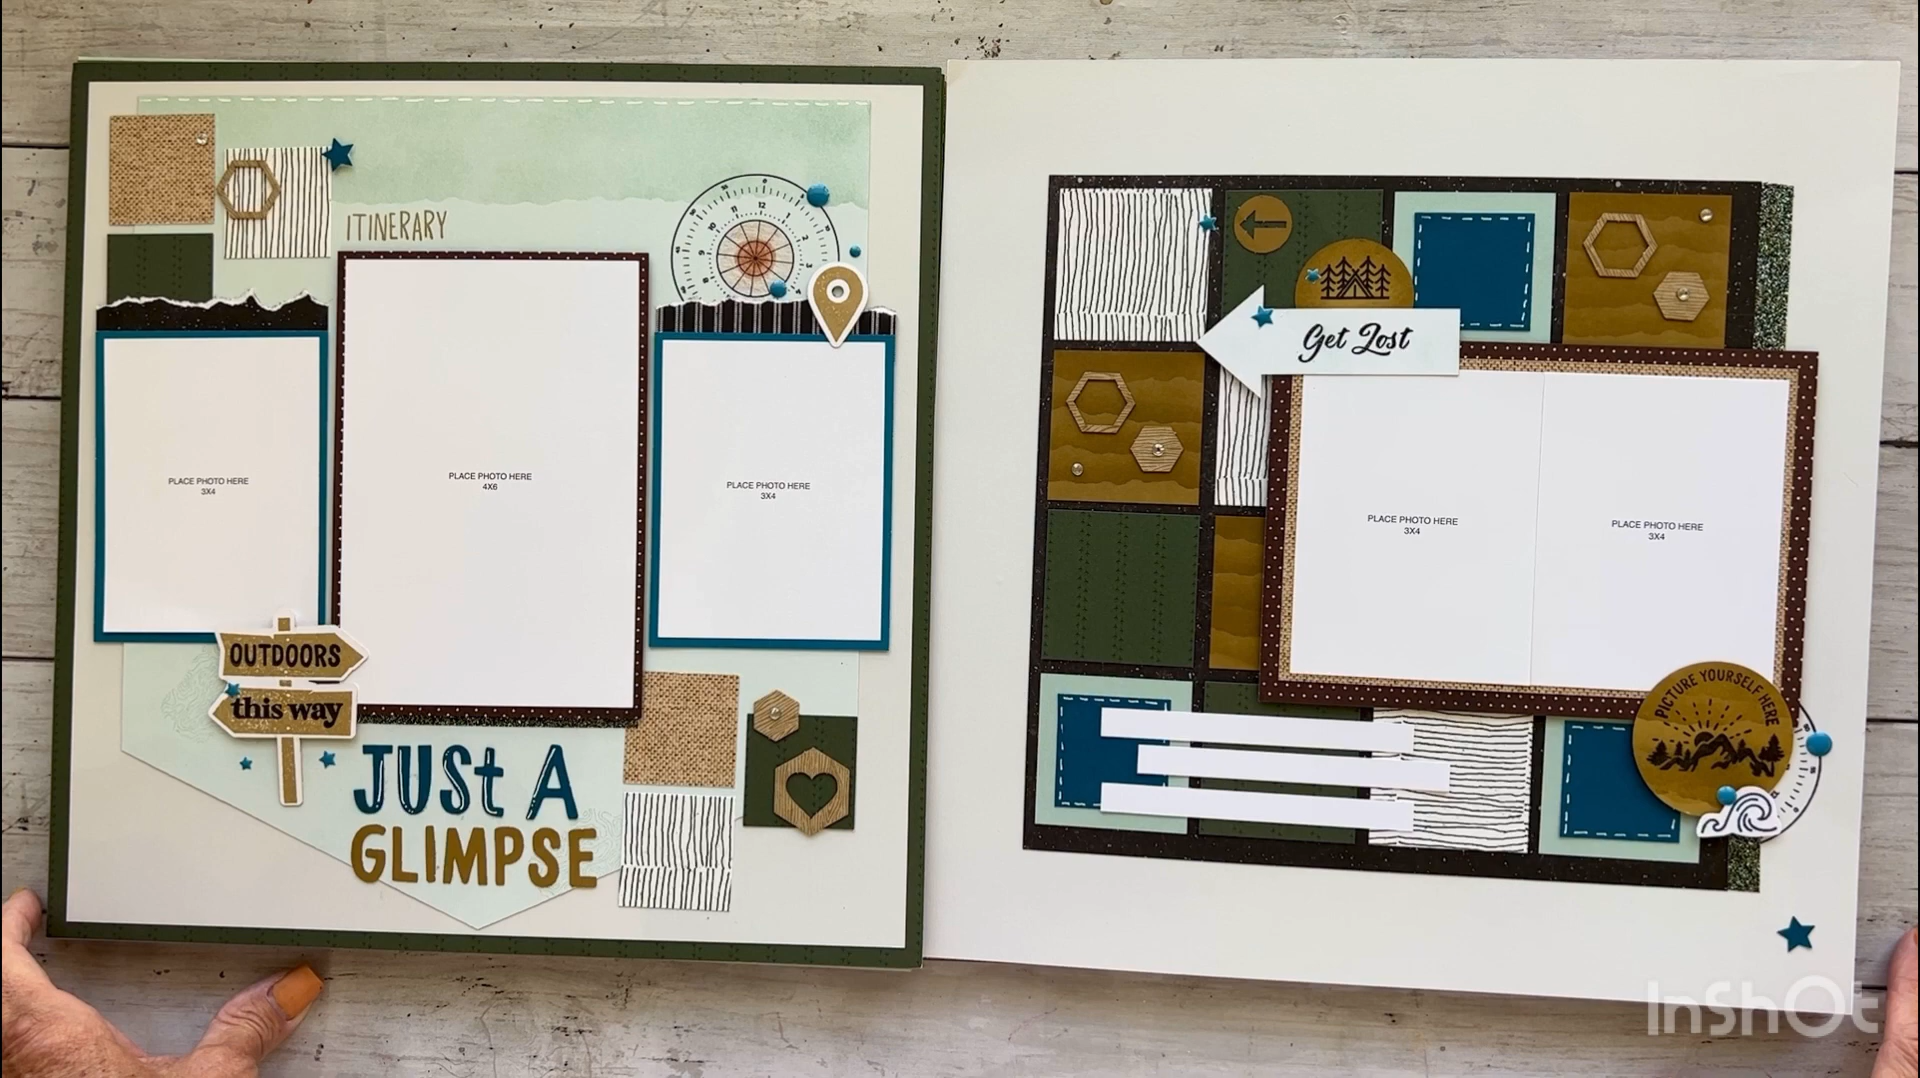 ITINERARY
PLACE PHOTO HERE
3X4
PLACE PHOTO HERE
4X6
PLACE PHOTO HERE
3X4
OUTDOORS
this way
JUSt A
GLIMPSE
Get Lost
PLACE PHOTO HERE
3X4
PLACE PHOTO HERE
3X4
PICTURE YOURSELF HERE
InShOt